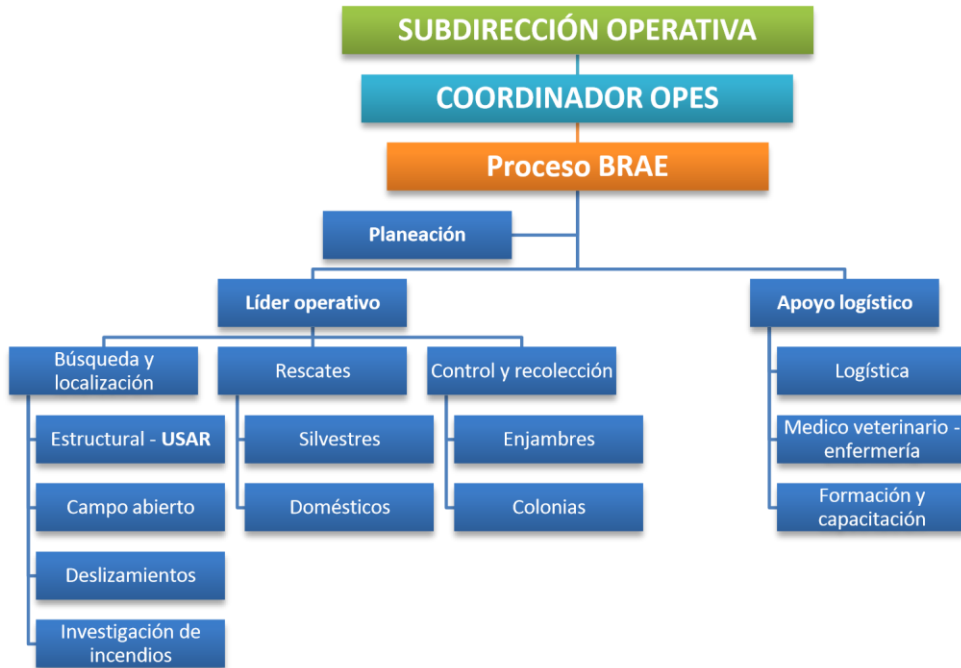 SUBDIRECCIÓN OPERATIVA
COORDINADOR OPES
Proceso BRAE
Planeación
Líder operativo
Búsqueda y
localización
Estructural - USAR
Campo abierto
Deslizamientos
Investigación de
incendios
Rescates
Silvestres
Domésticos
Control y recolección
Enjambres
Colonias
Apoyo logístico
Logística
Medico veterinario -
enfermería
Formación y
capacitación